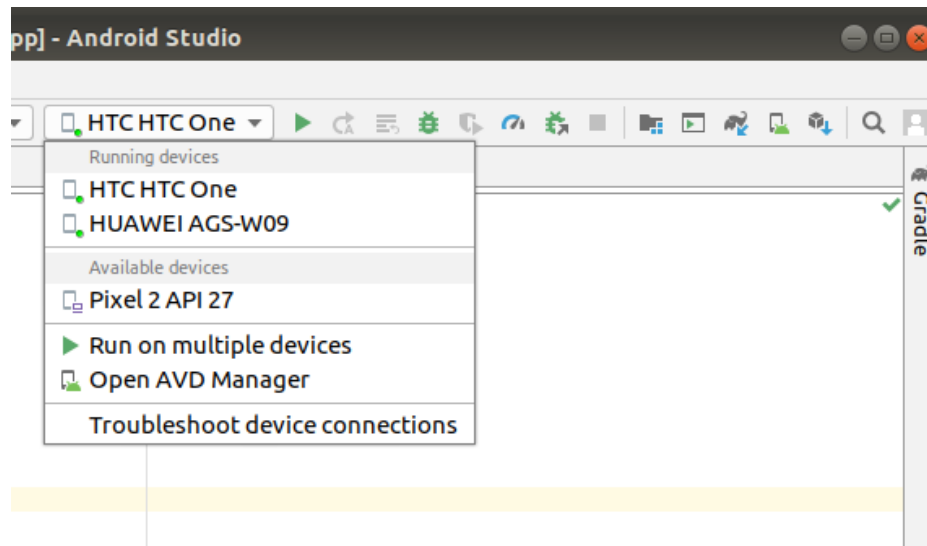 pp] - Android Studio
HTC HTC One
Running devices
HTC HTC One
HUAWEI AGS-W09
Available devices
Pixel 2 API 27
Run on multiple devices
Open AVD Manager
Troubleshoot device connections
Gradle